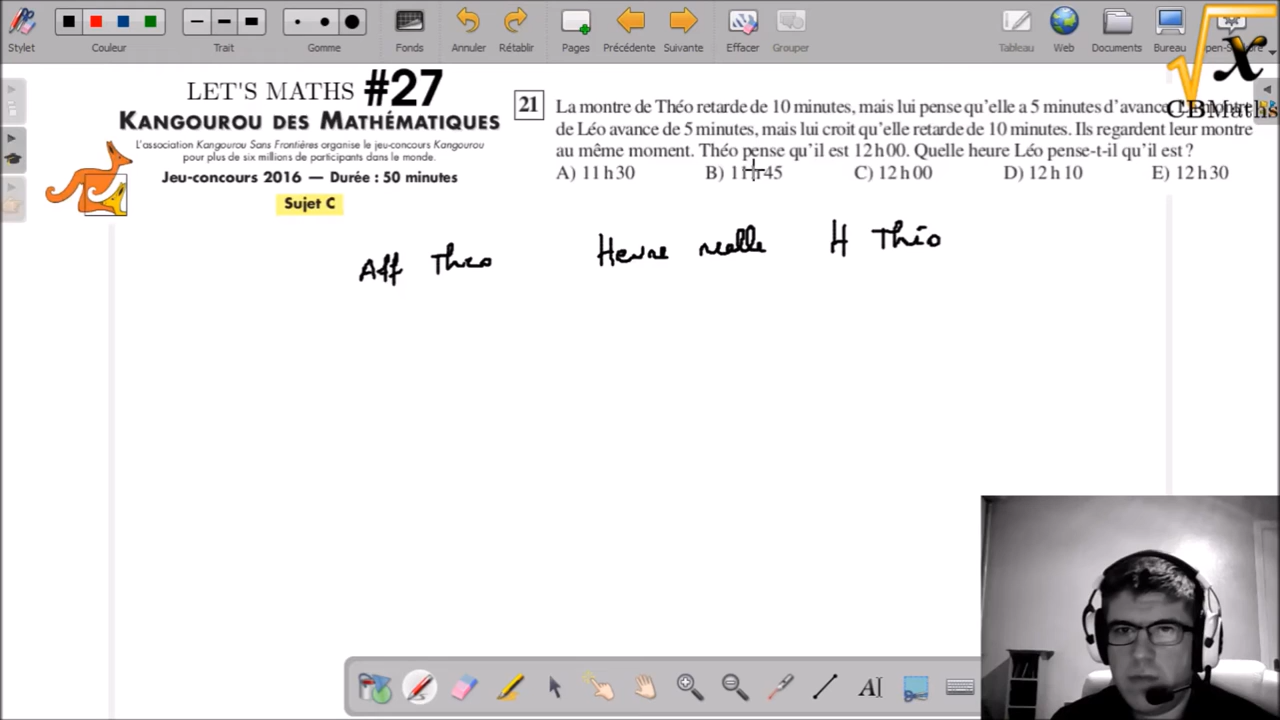 Stylet
Couleur
Trait
Gomme
Fonds
Annuler
Rétablir
Pages
Précédente
Suivante
Effacer
Grouper
Tableau
Web
Documents
Bureau
CBMaths
LET'S MATHS #27
KANGOUROU DES MATHÉMATIQUES
L'association Kangourou Sans Frontières organise le jeu-concours Kangourou
pour plus de six millions de participants dans le monde.
Jeu-concours 2016 — Durée : 50 minutes
Sujet C
21 La montre de Théo retarde de 10 minutes, mais lui pense qu'elle a 5 minutes d'avance.
de Léo avance de 5 minutes, mais lui croit qu'elle retarde de 10 minutes. Ils regardent leur montre
au même moment. Théo pense qu'il est 12 h 00. Quelle heure Léo pense-t-il qu'il est ?
A) 11 h 30 B) 11 h 45 C) 12 h 00 D) 12 h 10 E) 12 h 30
Aff Théo Heure réelle H Théo